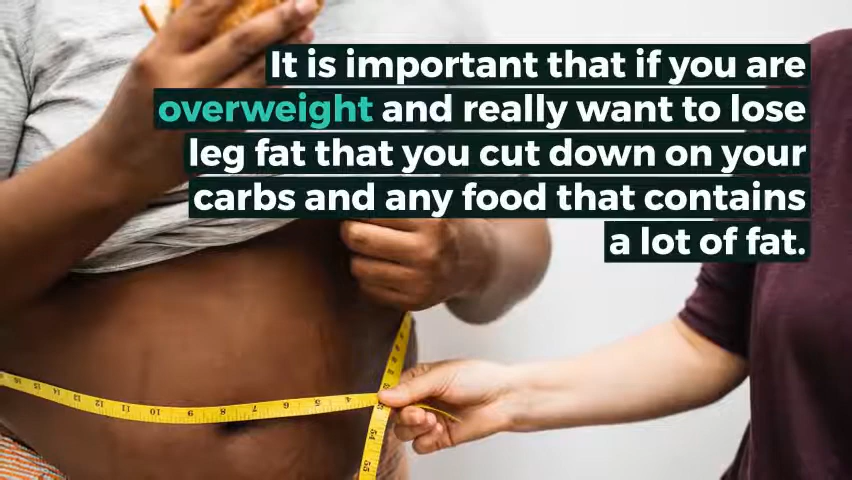 It is important that if you are
overweight and really want to lose
leg fat that you cut down on your
carbs and any food that contains
a lot of fat.